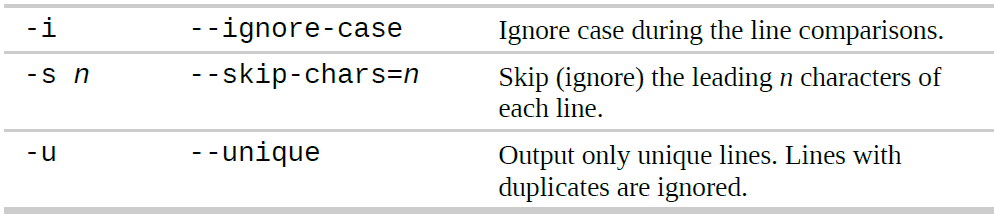 -i --ignore-case Ignore case during the line comparisons.
-s n --skip-chars=n Skip (ignore) the leading n characters of
each line.
-u --unique Output only unique lines. Lines with
duplicates are ignored.